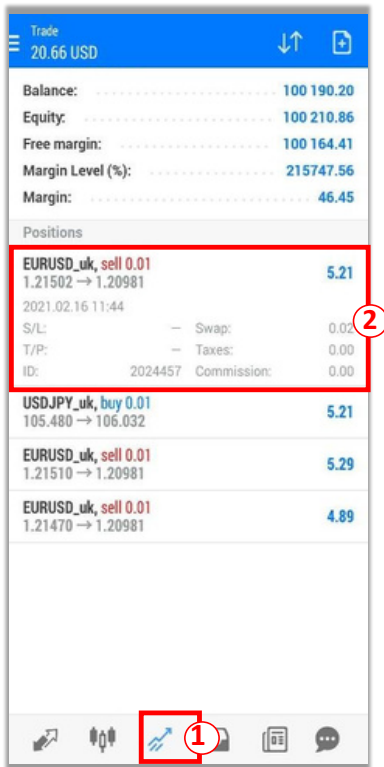 Trade
20.66 USD
Balance: 100 190.20
Equity: 100 210.86
Free margin: 100 164.41
Margin Level (%): 215747.56
Margin: 46.45
Positions
EURUSD_uk, sell 0.01 5.21
1.21502 → 1.20981
2021.02.16 11:44
S/L: – Swap: 0.02
T/P: – Taxes: 0.00
ID: 2024457 Commission: 0.00
2
USDJPY_uk, buy 0.01 5.21
105.480 → 106.032
EURUSD_uk, sell 0.01 5.29
1.21510 → 1.20981
EURUSD_uk, sell 0.01 4.89
1.21470 → 1.20981
1